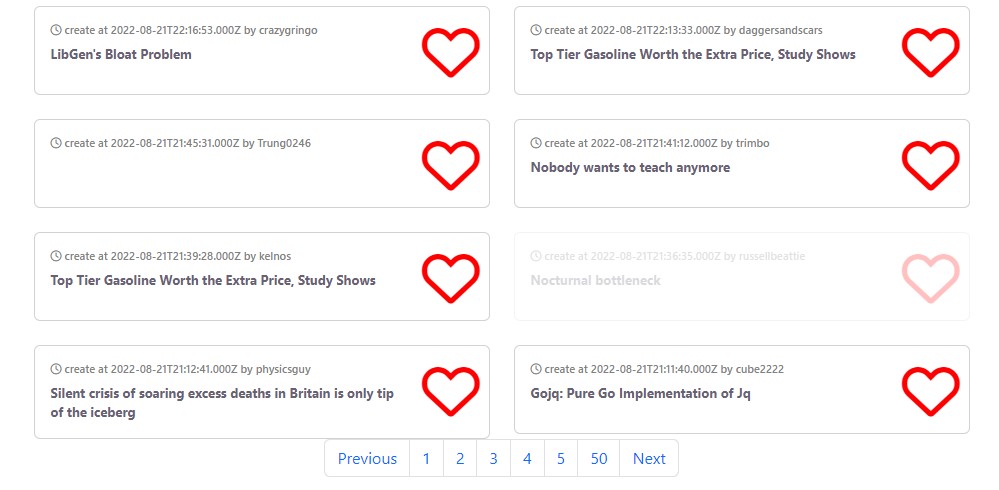 create at 2022-08-21T22:16:53.000Z by crazygringo
LibGen's Bloat Problem
create at 2022-08-21T22:13:33.000Z by daggersandscars
Top Tier Gasoline Worth the Extra Price, Study Shows
create at 2022-08-21T21:45:31.000Z by Trung0246
create at 2022-08-21T21:41:12.000Z by trimbo
Nobody wants to teach anymore
create at 2022-08-21T21:39:28.000Z by kelnos
Top Tier Gasoline Worth the Extra Price, Study Shows
create at 2022-08-21T21:36:35.000Z by russellbeattie
Nocturnal bottleneck
create at 2022-08-21T21:12:41.000Z by physicsguy
Silent crisis of soaring excess deaths in Britain is only tip
of the iceberg
create at 2022-08-21T21:11:40.000Z by cube2222
Gojq: Pure Go Implementation of Jq
Previous 1 2 3 4 5 50 Next